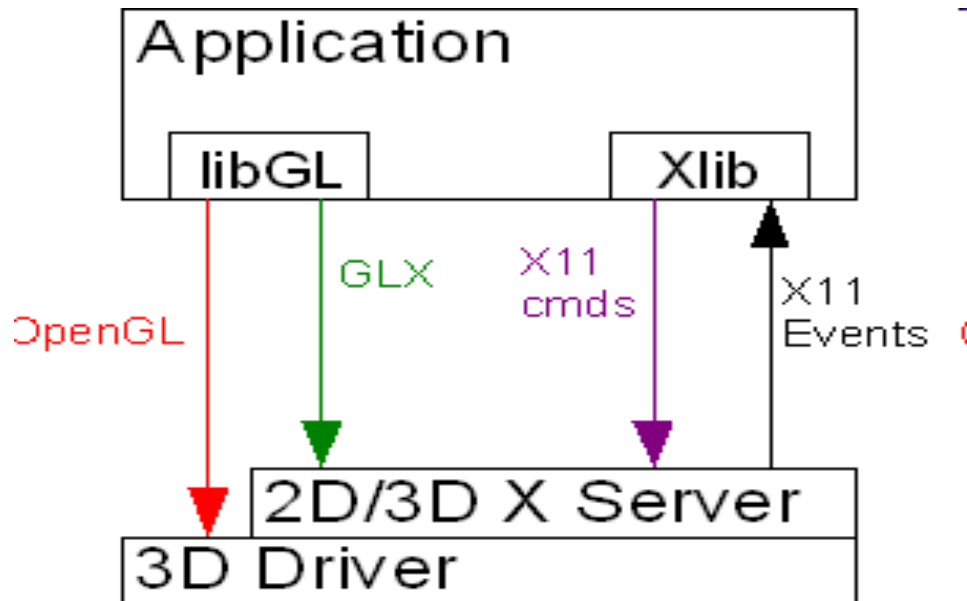 Application
libGL
Xlib
GLX
X11
cmds
X11
Events
OpenGL
2D/3D X Server
3D Driver